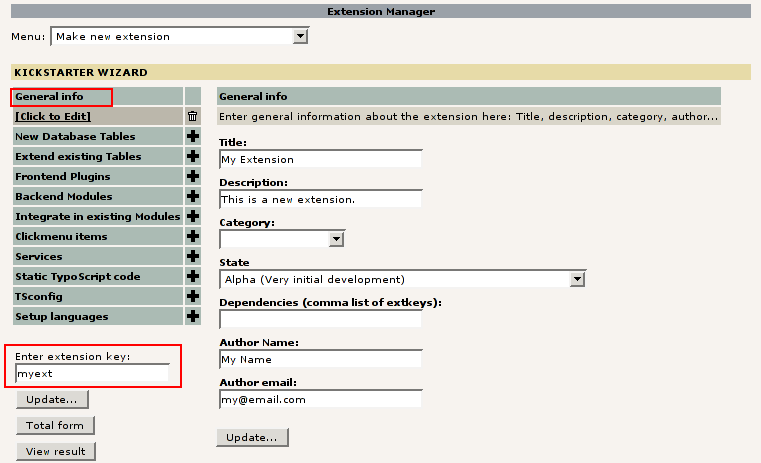 Extension Manager
Menu: Make new extension
KICKSTARTER WIZARD
General info
[Click to Edit]
New Database Tables
Extend existing Tables
Frontend Plugins
Backend Modules
Integrate in existing Modules
Clickmenu items
Services
Static TypoScript code
TSconfig
Setup languages
Enter extension key:
myext
Update...
Total form
View result
General info
Enter general information about the extension here: Title, description, category, author...
Title:
My Extension
Description:
This is a new extension.
Category:
State
Alpha (Very initial development)
Dependencies (comma list of extkeys):
Author Name:
My Name
Author email:
my@email.com
Update...